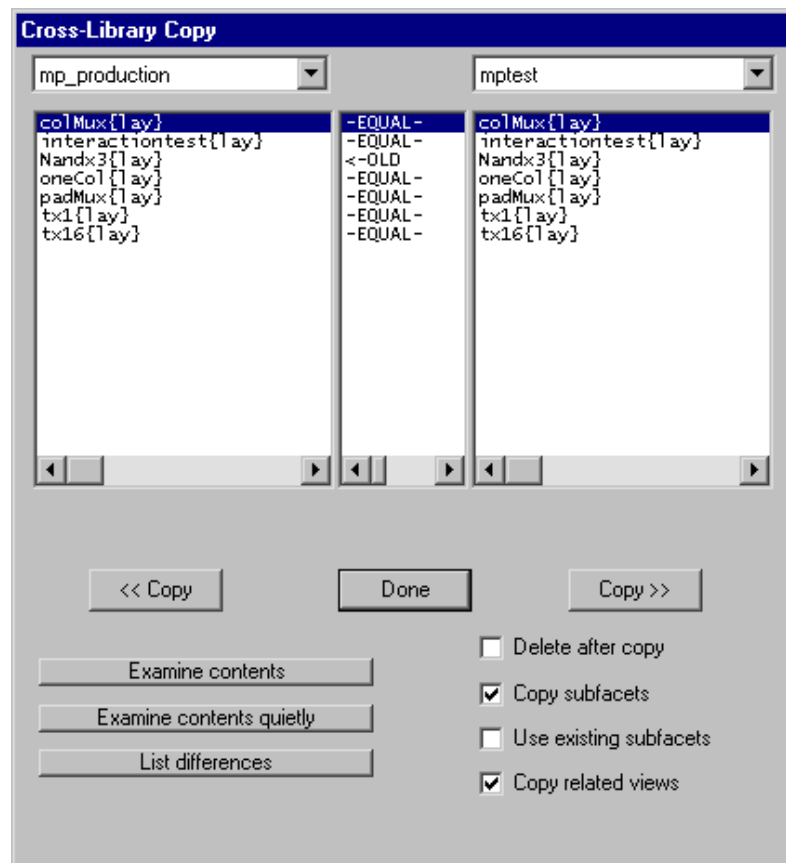 Cross-Library Copy
mp_production mptest
colMux{lay} -EQUAL- colMux{lay}
interactiontest{lay} -EQUAL- interactiontest{lay}
Nandx3{lay} <-OLD Nandx3{lay}
oneCol{lay} -EQUAL- oneCol{lay}
padMux{lay} -EQUAL- padMux{lay}
tx1{lay} -EQUAL- tx1{lay}
tx16{lay} -EQUAL- tx16{lay}
<< Copy Done Copy >>
Examine contents
Examine contents quietly
List differences
Delete after copy
Copy subfacets
Use existing subfacets
Copy related views